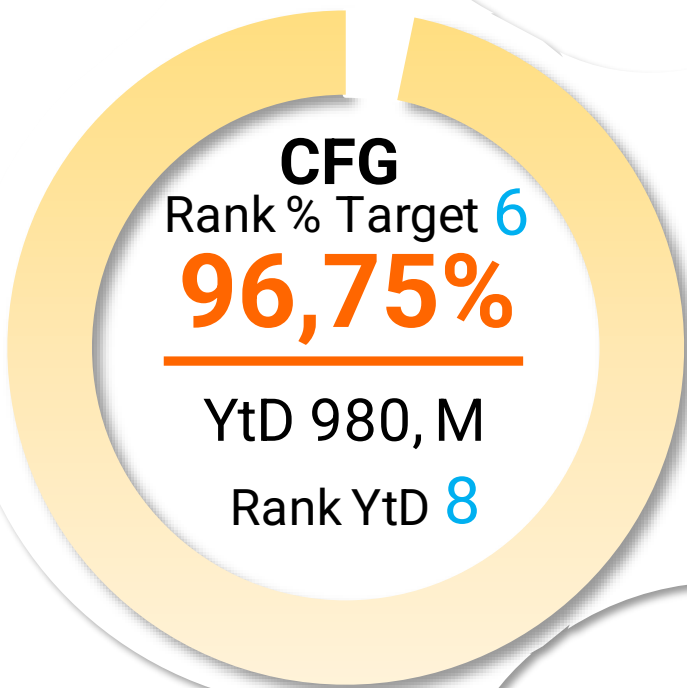 CFG
Rank % Target 6
96,75%
YtD 980, M
Rank YtD 8